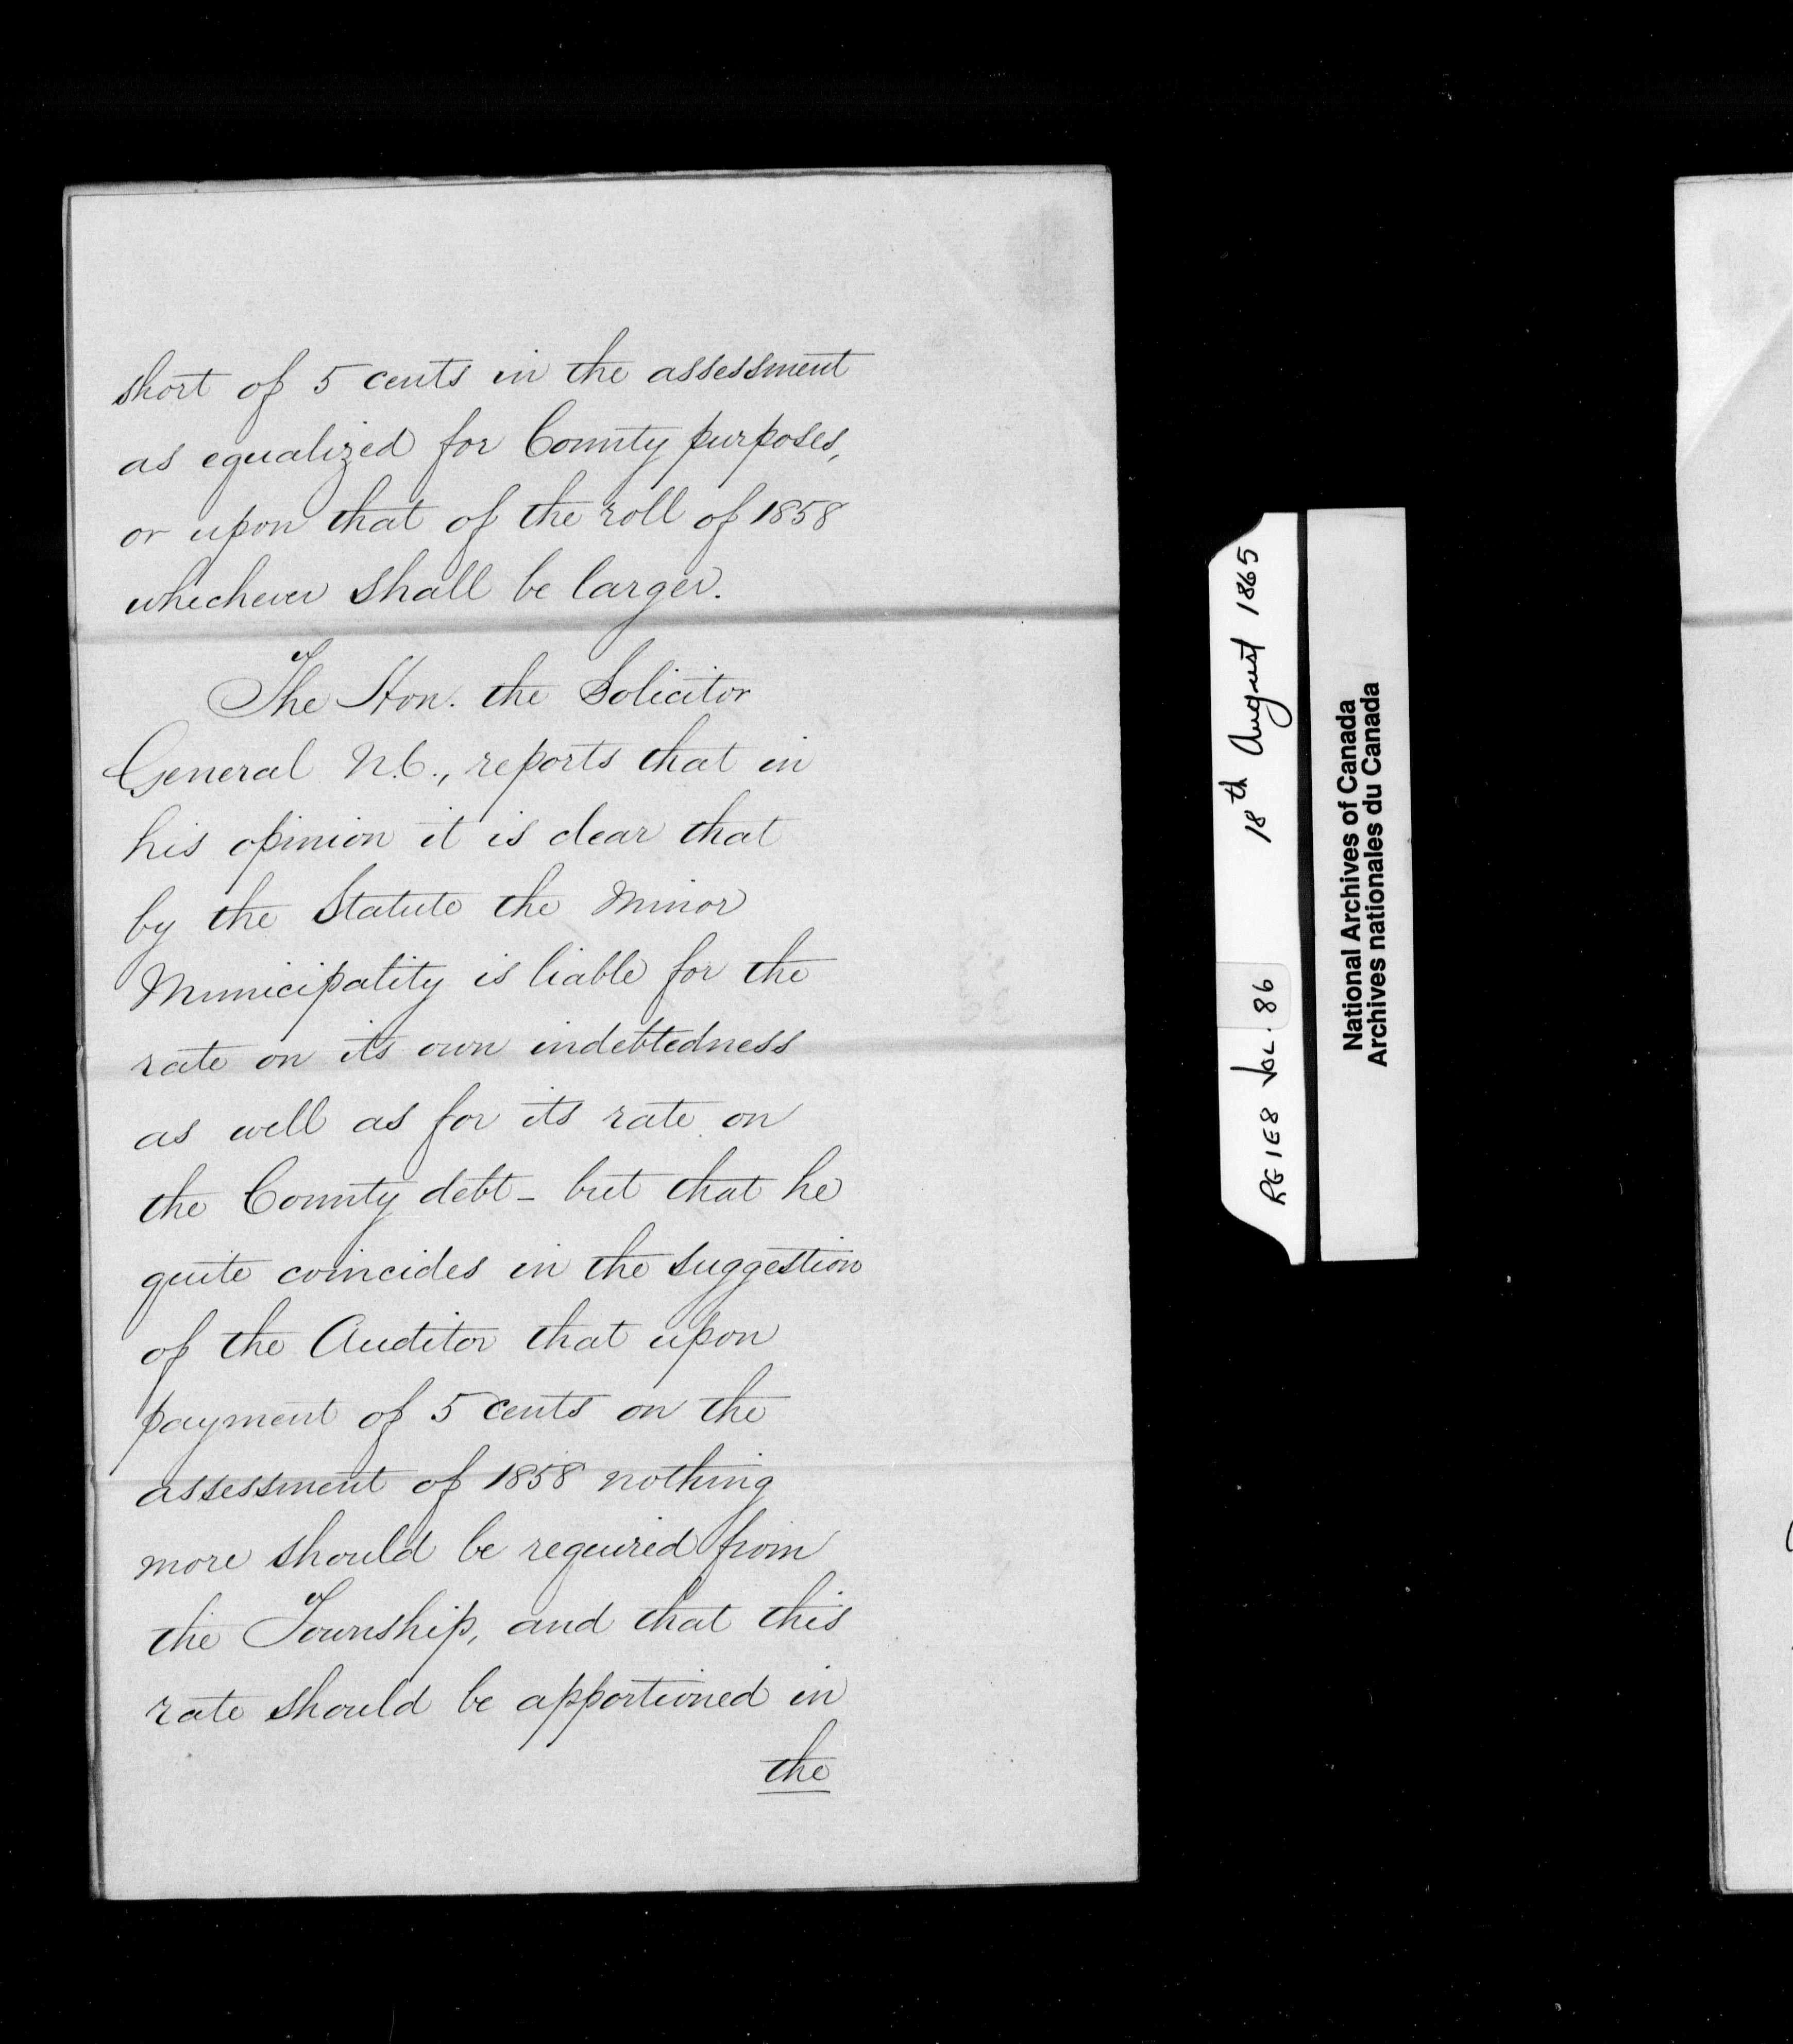 short of 5 cents in the assessment
as equalized for County purposes,
or upon that of the roll of 1858
whichever shall be larger.
The Hon. the Solicitor
General U.C., reports that in
his opinion it is clear that
by the Statute the Minor
Municipality is liable for the
rate on its own indebtedness
as well as for its rate on
the County debt - but that he
quite coincides in the suggestion
of the Auditor that upon
payment of 5 cents on the
assessment of 1858 nothing
more should be required from
the Township, and that this
rate should be apportioned in
the
RG1E8 VOL. 86 18th August 1865
National Archives of Canada
Archives nationales du Canada